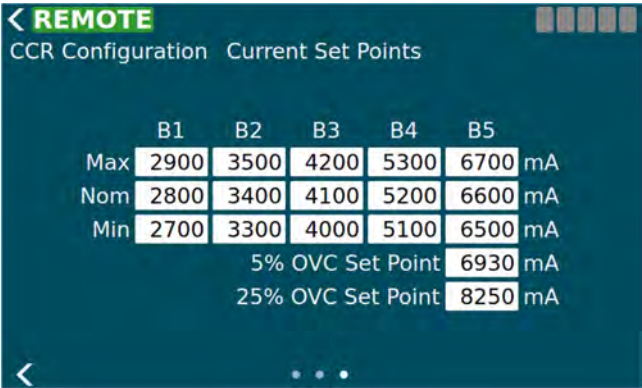 REMOTE
CCR Configuration Current Set Points
B1 B2 B3 B4 B5
Max 2900 3500 4200 5300 6700 mA
Nom 2800 3400 4100 5200 6600 mA
Min 2700 3300 4000 5100 6500 mA
5% OVC Set Point 6930 mA
25% OVC Set Point 8250 mA